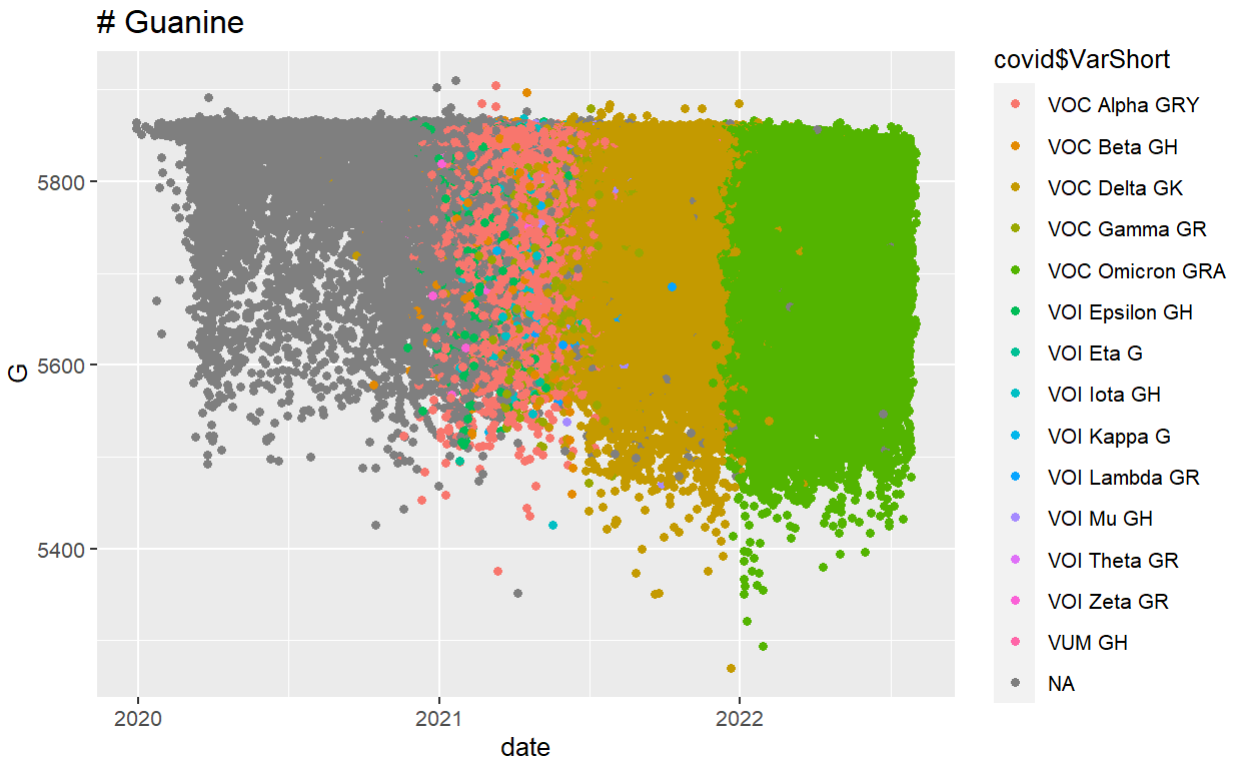 # Guanine
covid$VarShort
VOC Alpha GRY
VOC Beta GH
VOC Delta GK
VOC Gamma GR
VOC Omicron GRA
VOI Epsilon GH
VOI Eta G
VOI Iota GH
VOI Kappa G
VOI Lambda GR
VOI Mu GH
VOI Theta GR
VOI Zeta GR
VUM GH
NA
G
5800
5600
5400
2020 2021 2022
date